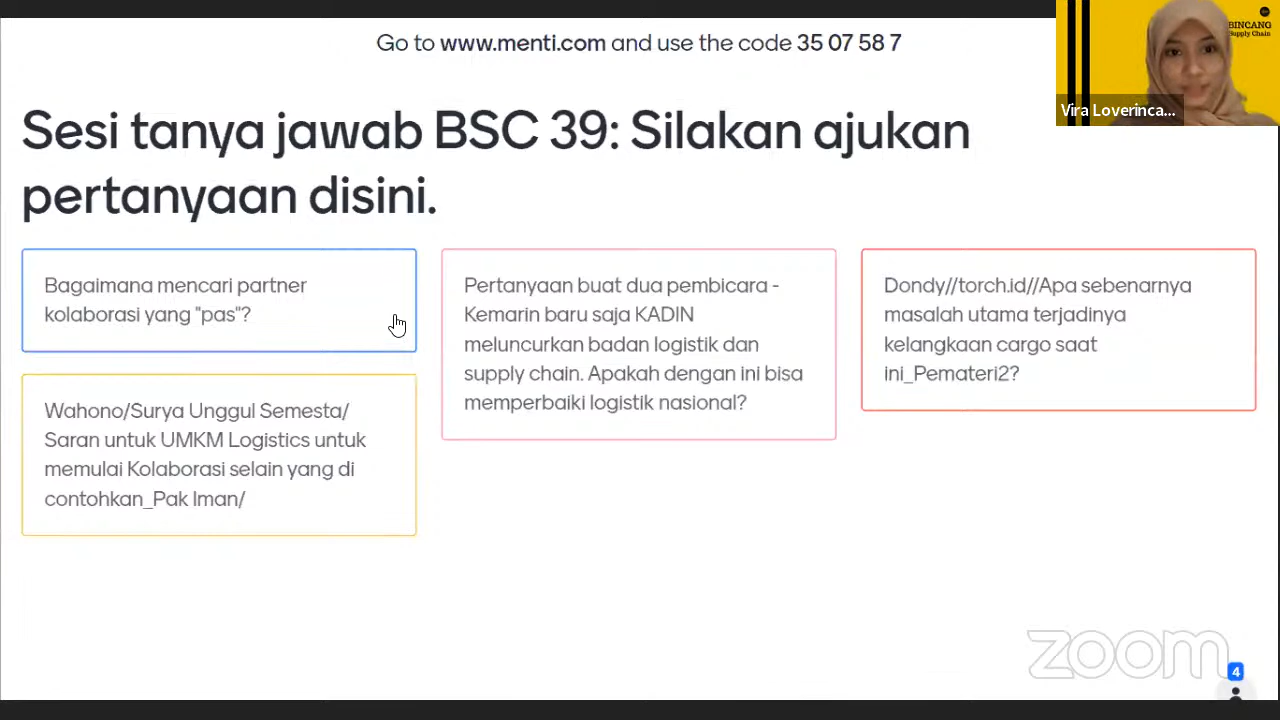 Go to www.menti.com and use the code 35 07 58 7
BINCANG
Supply Chain
Vira Loverinca...
Sesi tanya jawab BSC 39: Silakan ajukan
pertanyaan disini.
Bagaimana mencari partner
kolaborasi yang "pas"?
Wahono/Surya Unggul Semesta/
Saran untuk UMKM Logistics untuk
memulai Kolaborasi selain yang di
contohkan_Pak Iman/
Pertanyaan buat dua pembicara -
Kemarin baru saja KADIN
meluncurkan badan logistik dan
supply chain. Apakah dengan ini bisa
memperbaiki logistik nasional?
Dondy//torch.id//Apa sebenarnya
masalah utama terjadinya
kelangkaan cargo saat
ini_Pemateri2?
zoom
4